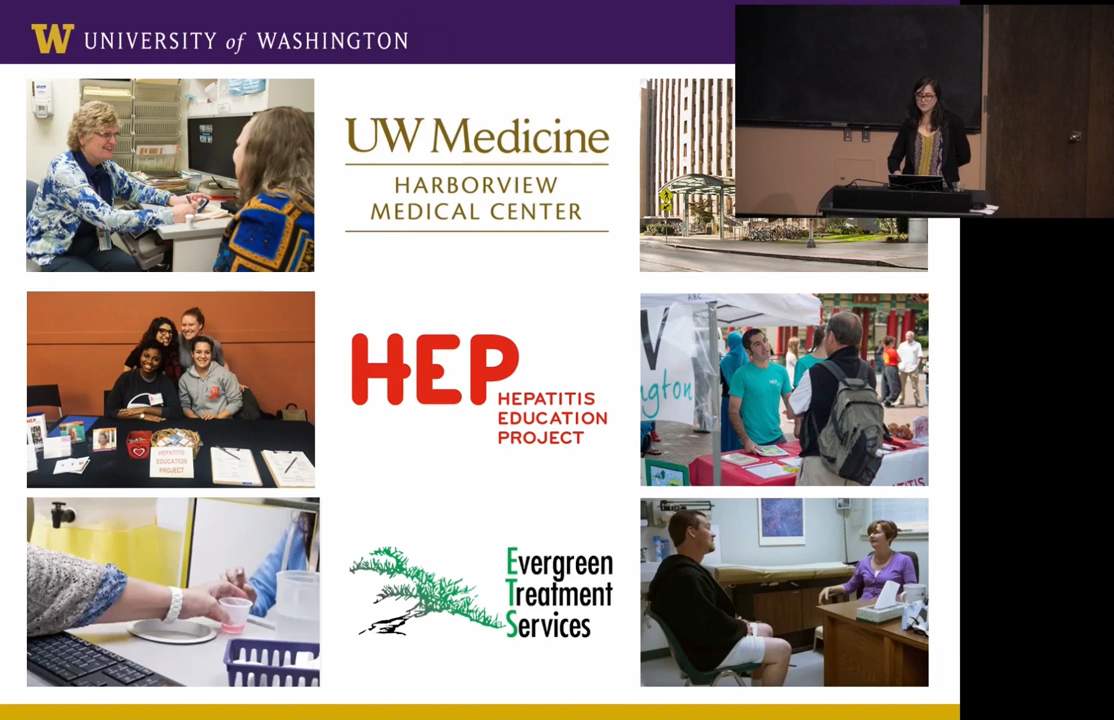 W UNIVERSITY of WASHINGTON
UW Medicine
HARBORVIEW
MEDICAL CENTER
HEP
HEPATITIS
EDUCATION
PROJECT
HEPATITIS
EDUCATION
PROJECT
Evergreen
Treatment
Services